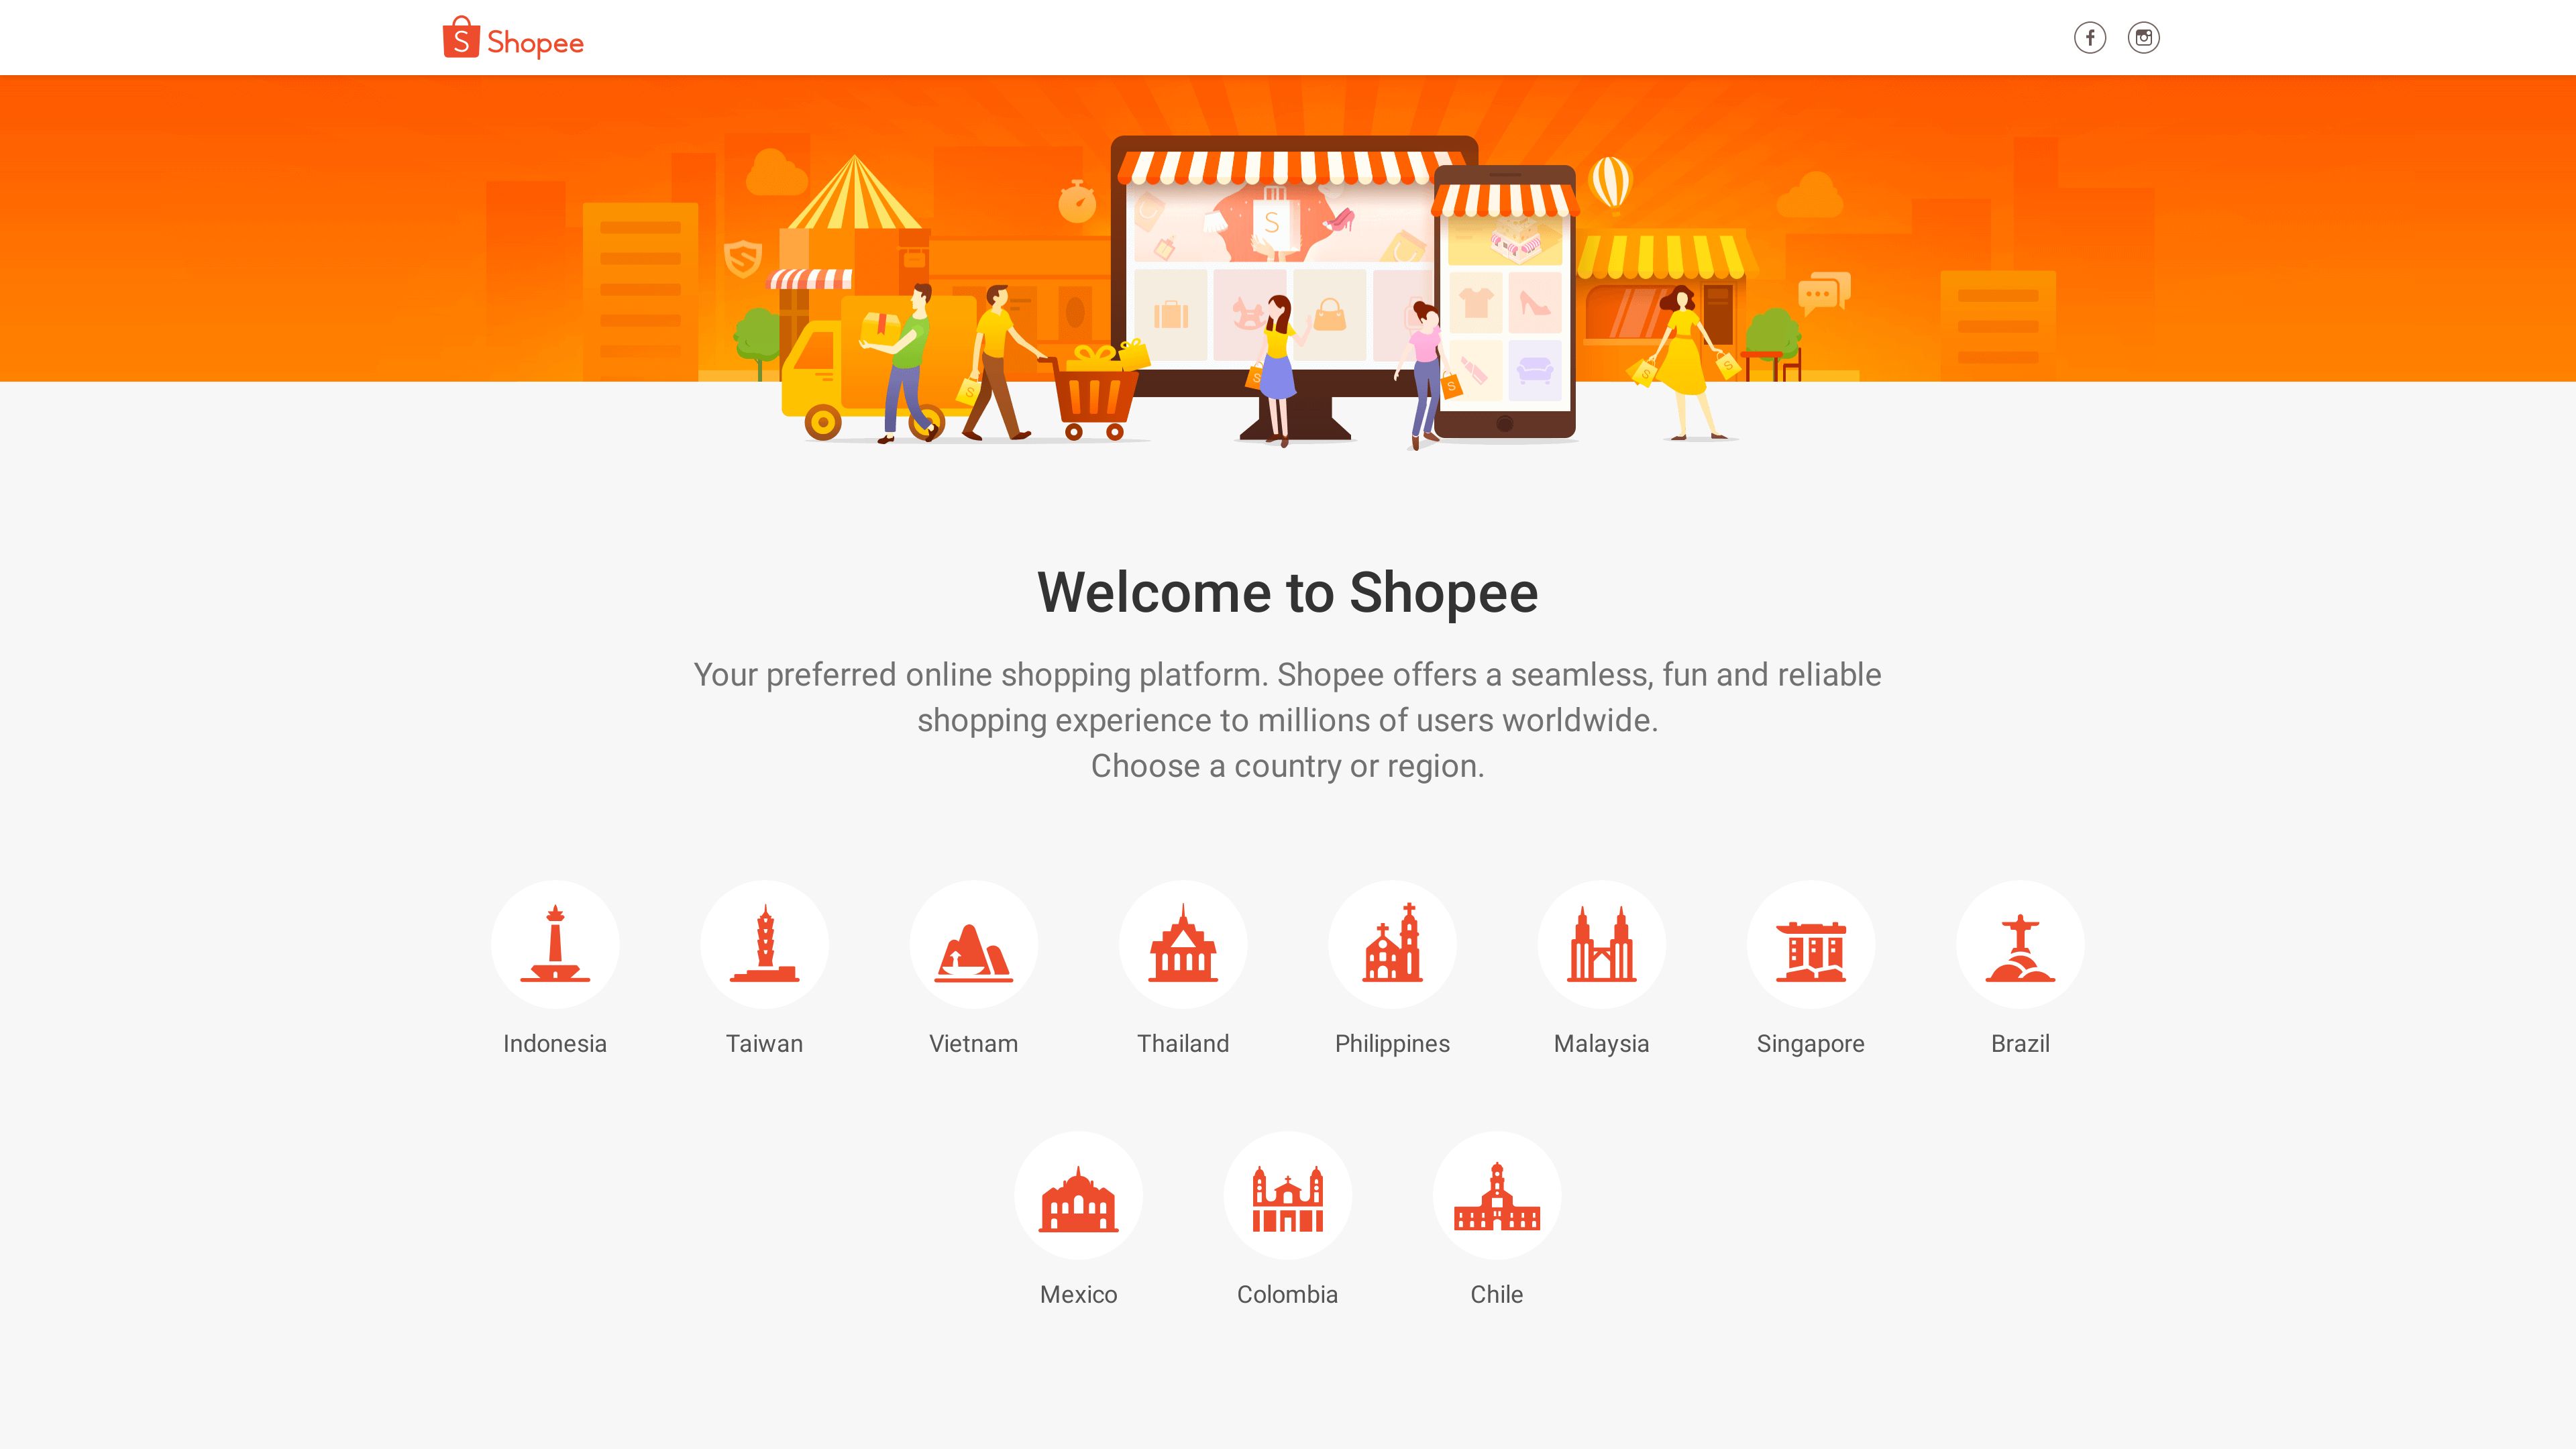 Shopee
Welcome to Shopee
Your preferred online shopping platform. Shopee offers a seamless, fun and reliable
shopping experience to millions of users worldwide.
Choose a country or region.
Indonesia
Taiwan
Vietnam
Thailand
Philippines
Malaysia
Singapore
Brazil
Mexico
Colombia
Chile